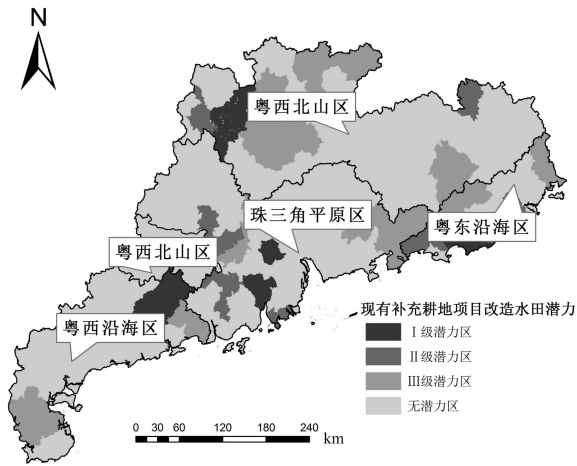 N
粤西北山区
珠三角平原区
粤东沿海区
粤西北山区
粤西沿海区
现有补充耕地项目改造水田潜力
Ⅰ级潜力区
Ⅱ级潜力区
Ⅲ级潜力区
无潜力区
0 30 60 120 180 240 km